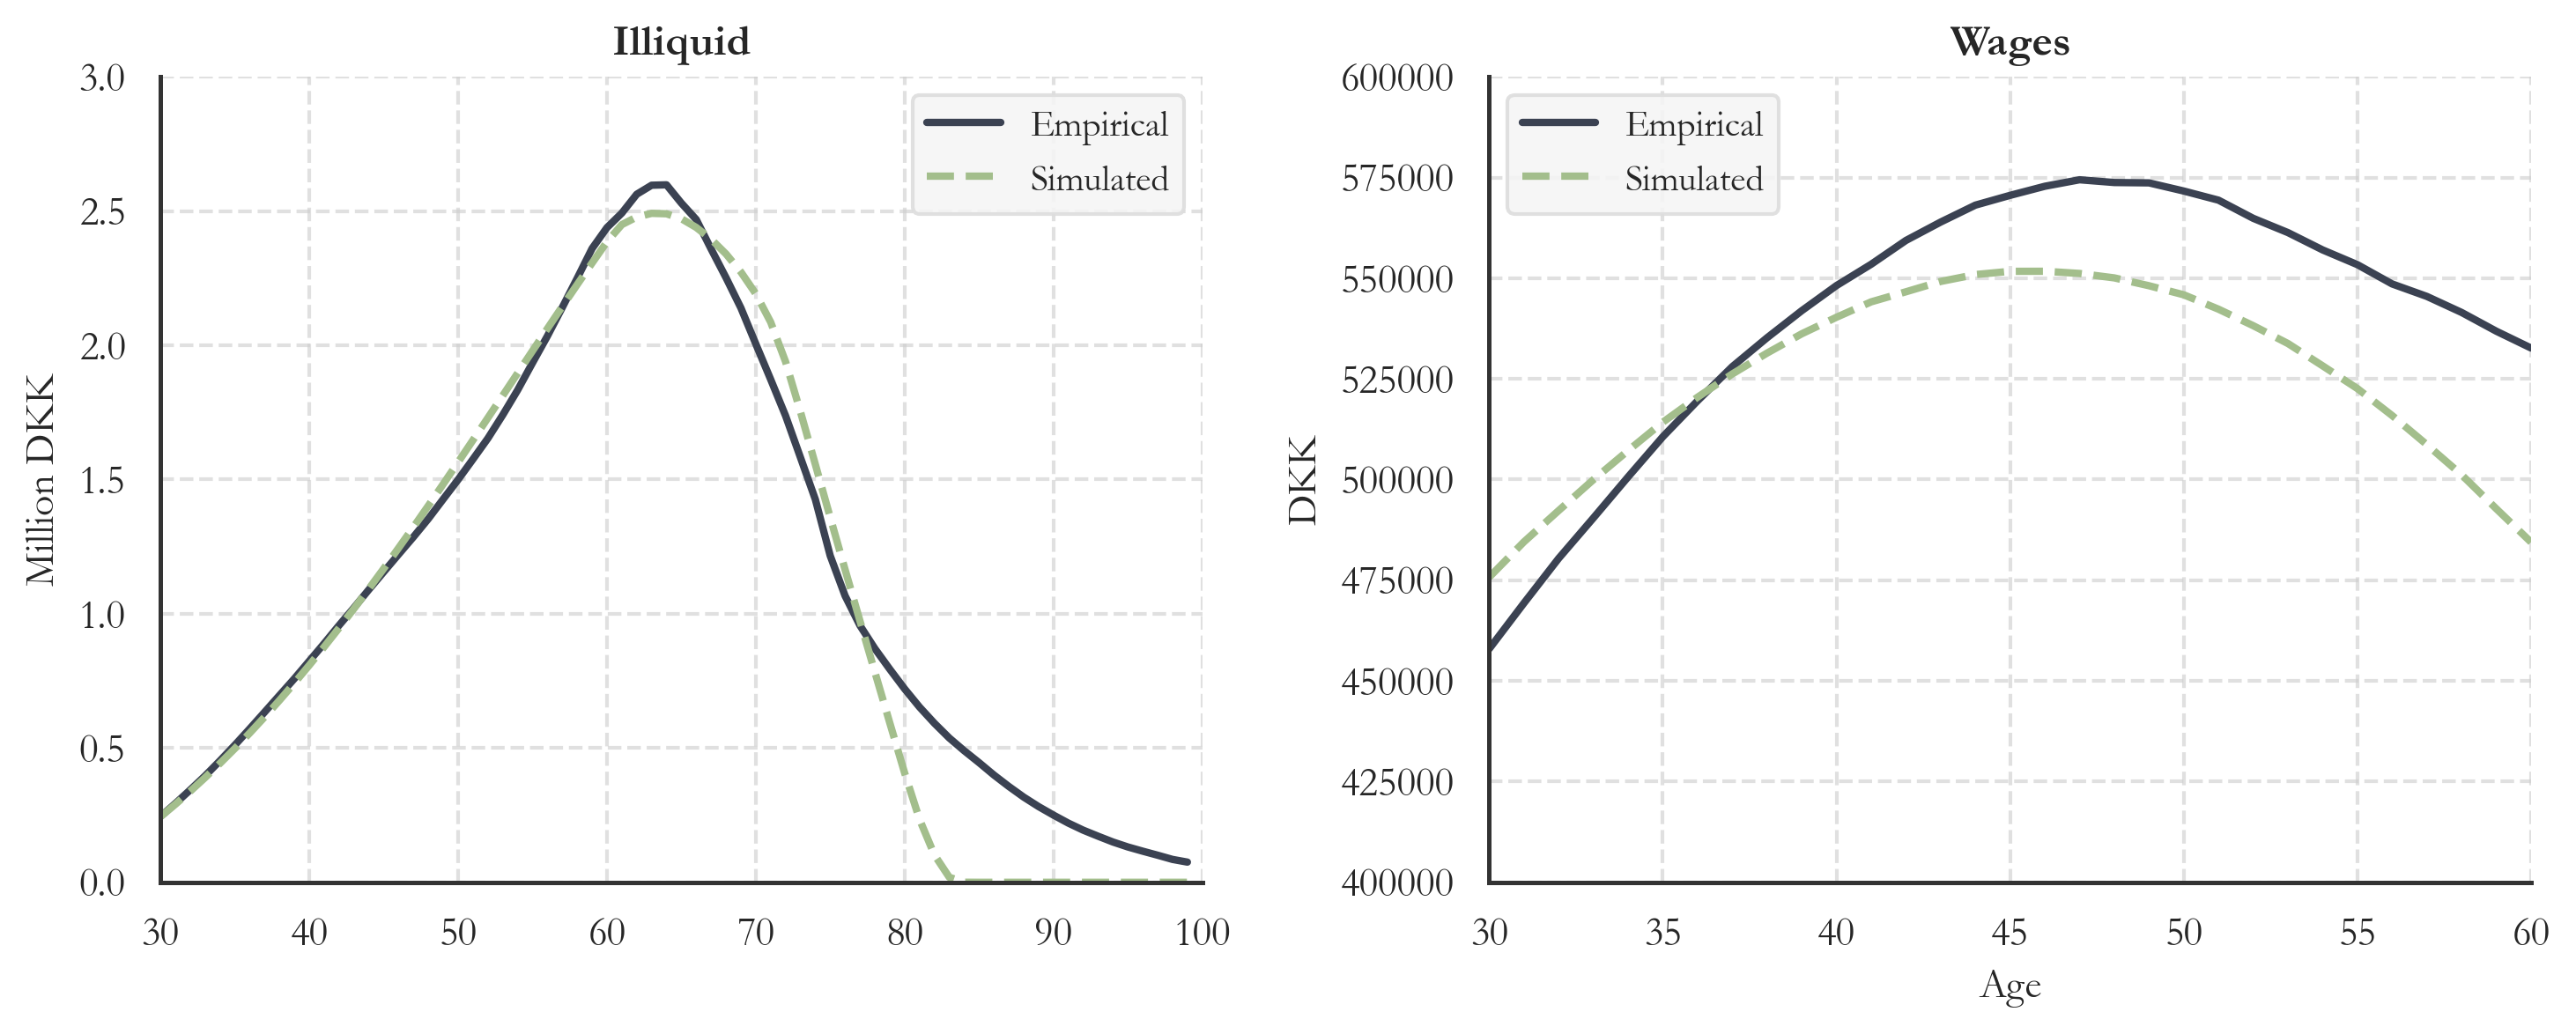 Illiquid
3.0
2.5
2.0
1.5
1.0
0.5
0.0
Million DKK
Empirical
Simulated
30 40 50 60 70 80 90 100
Wages
600000
575000
550000
525000
500000
475000
450000
425000
400000
DKK
Empirical
Simulated
30 35 40 45 50 55 60
Age